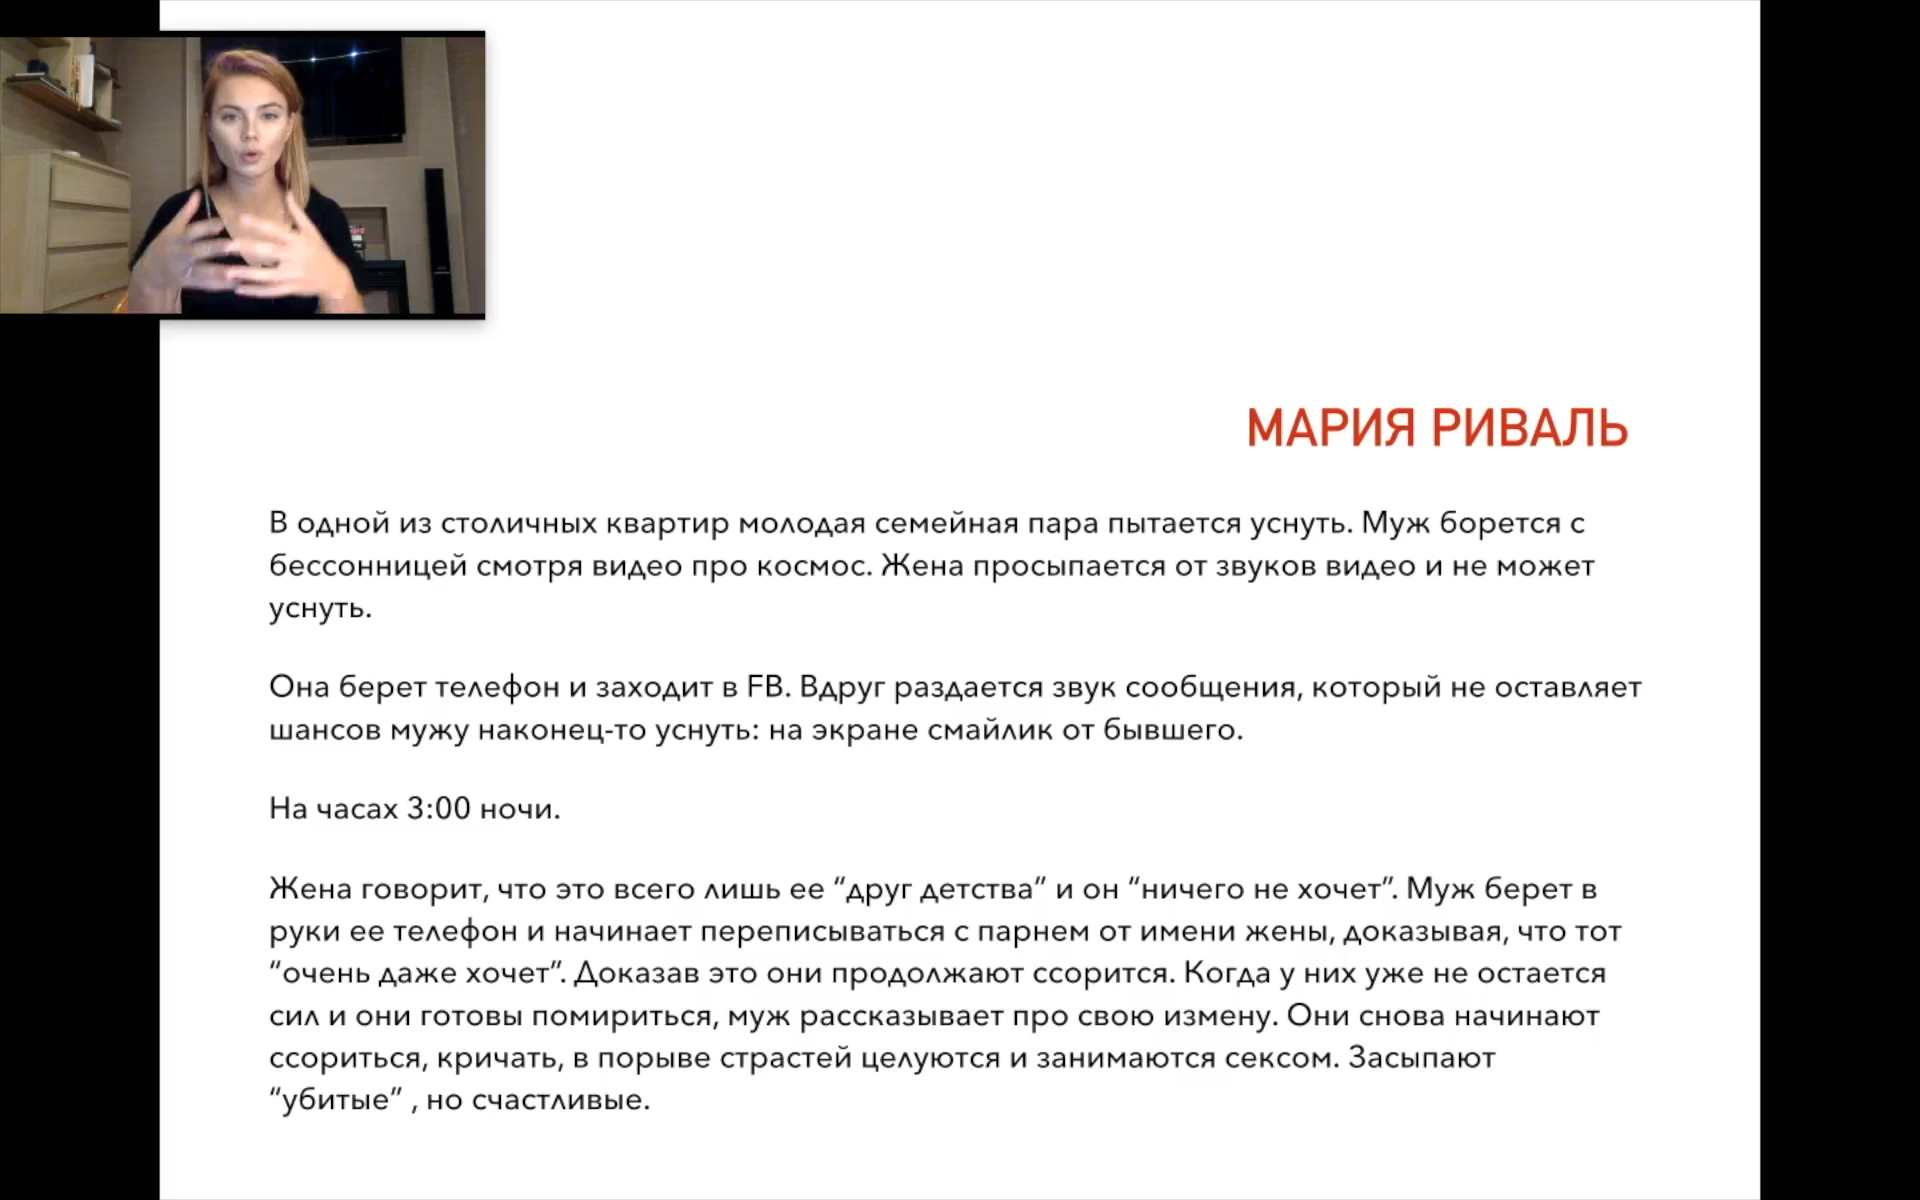 МАРИЯ РИВАЛЬ
В одной из столичных квартир молодая семейная пара пытается уснуть. Муж борется с
бессонницей смотря видео про космос. Жена просыпается от звуков видео и не может
уснуть.
Она берет телефон и заходит в FB. Вдруг раздается звук сообщения, который не оставляет
шансов мужу наконец-то уснуть: на экране смайлик от бывшего.
На часах 3:00 ночи.
Жена говорит, что это всего лишь ее “друг детства” и он “ничего не хочет”. Муж берет в
руки ее телефон и начинает переписываться с парнем от имени жены, доказывая, что тот
“очень даже хочет”. Доказав это они продолжают ссорится. Когда у них уже не остается
сил и они готовы помириться, муж рассказывает про свою измену. Они снова начинают
ссориться, кричать, в порыве страстей целуются и занимаются сексом. Засыпают
“убитые” , но счастливые.